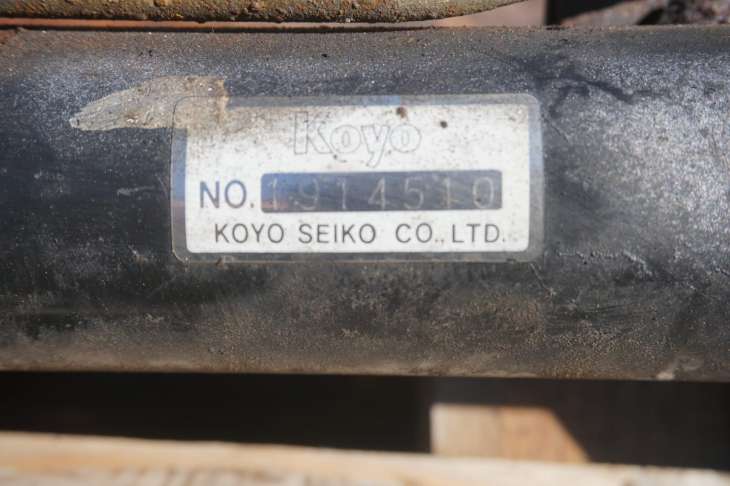 Koyo
NO. 1914510
KOYO SEIKO CO., LTD.